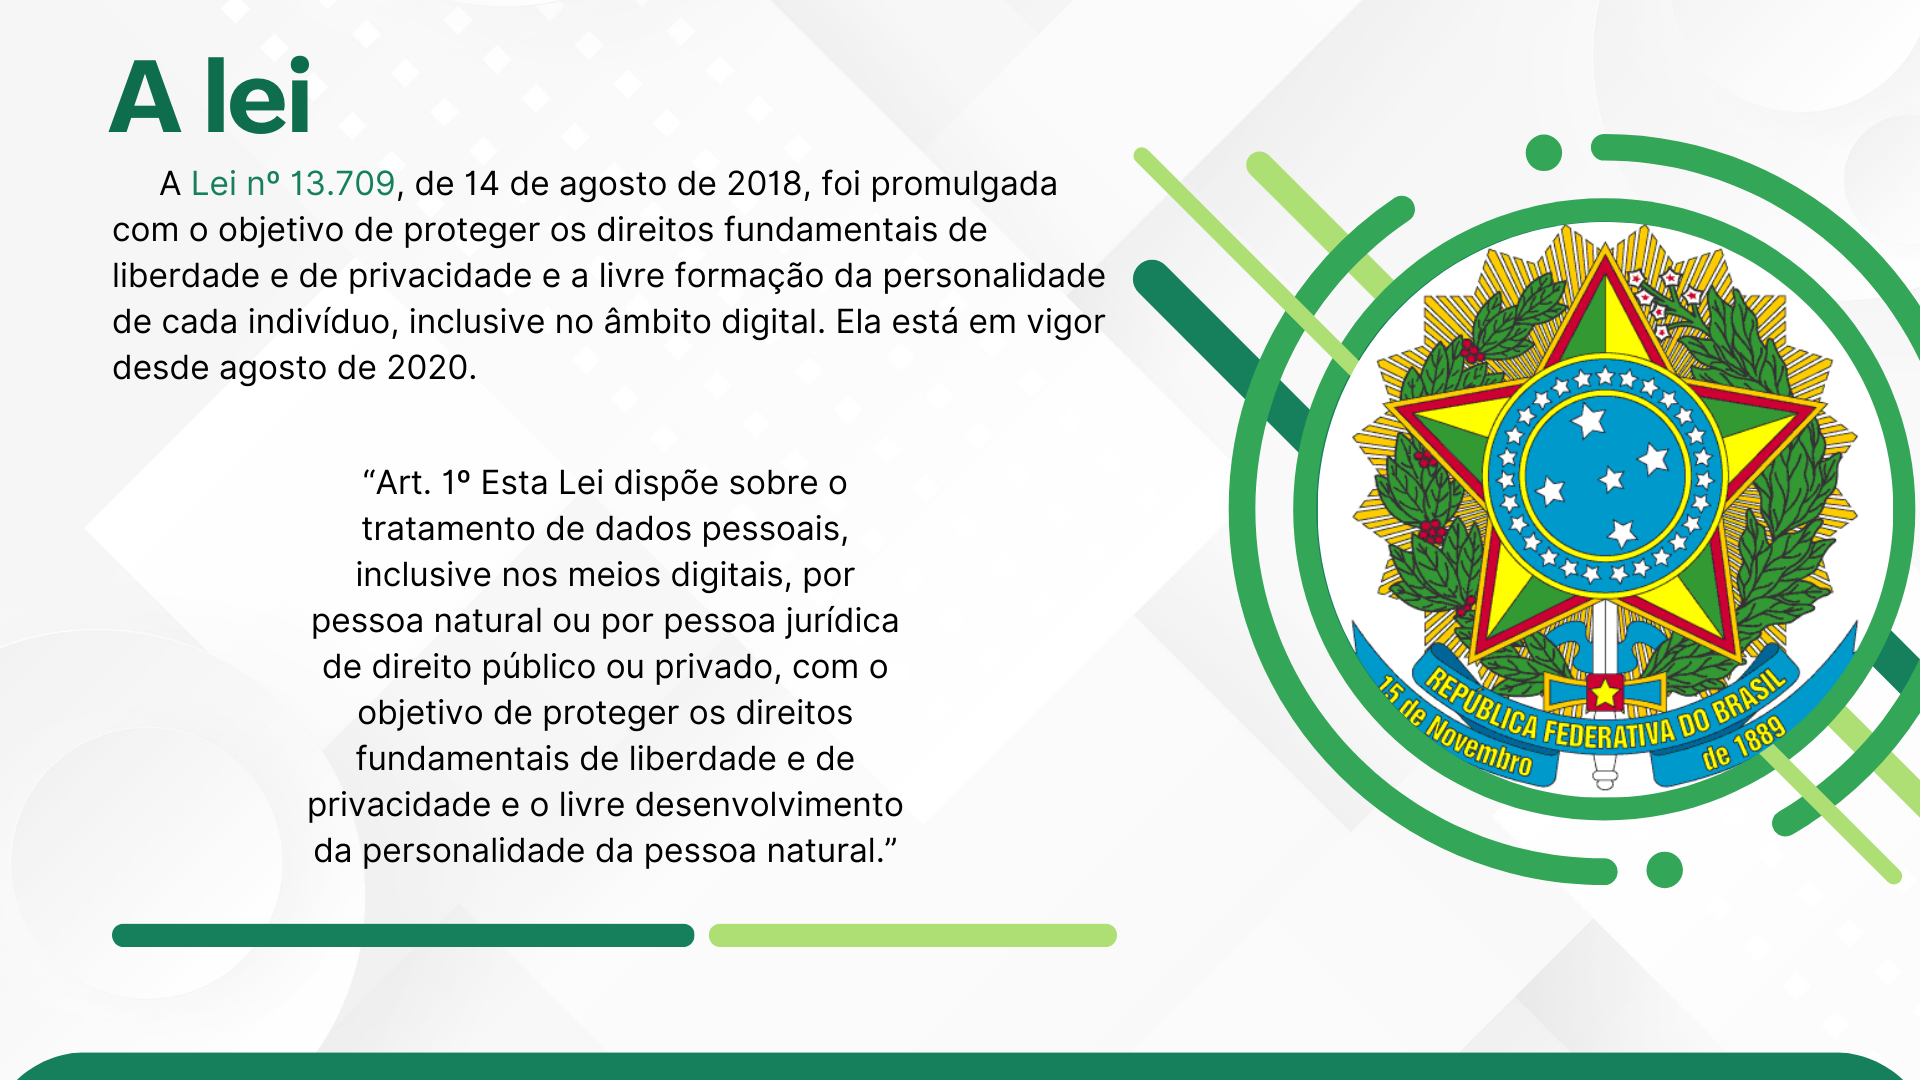 A lei
A Lei nº 13.709, de 14 de agosto de 2018, foi promulgada
com o objetivo de proteger os direitos fundamentais de
liberdade e de privacidade e a livre formação da personalidade
de cada indivíduo, inclusive no âmbito digital. Ela está em vigor
desde agosto de 2020.
“Art. 1º Esta Lei dispõe sobre o
tratamento de dados pessoais,
inclusive nos meios digitais, por
pessoa natural ou por pessoa jurídica
de direito público ou privado, com o
objetivo de proteger os direitos
fundamentais de liberdade e de
privacidade e o livre desenvolvimento
da personalidade da pessoa natural.”
REPÚBLICA FEDERATIVA DO BRASIL
15 de Novembro
de 1889